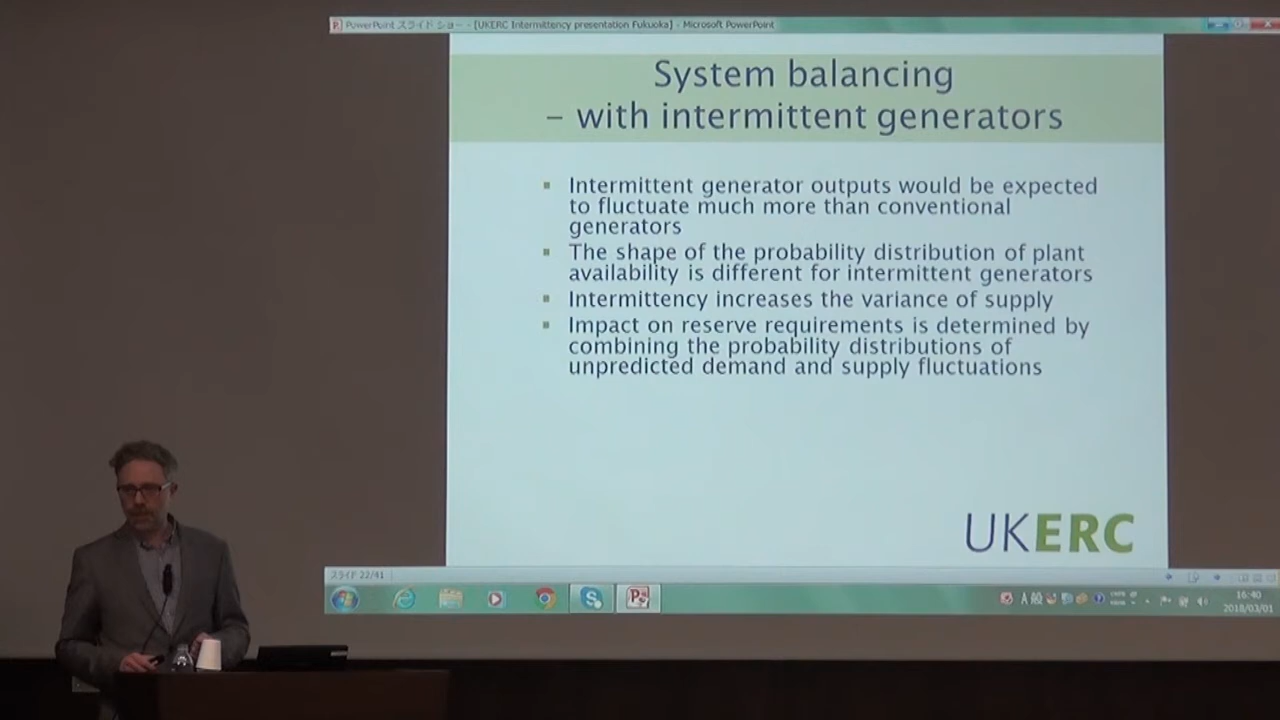 PowerPoint スライド ショー - [UKERC Intermittency presentation Fukuoka] - Microsoft PowerPoint
System balancing
– with intermittent generators
Intermittent generator outputs would be expected
to fluctuate much more than conventional
generators
The shape of the probability distribution of plant
availability is different for intermittent generators
Intermittency increases the variance of supply
Impact on reserve requirements is determined by
combining the probability distributions of
unpredicted demand and supply fluctuations
UKERC
スライド 22/41
A 般
16:40
2018/03/01